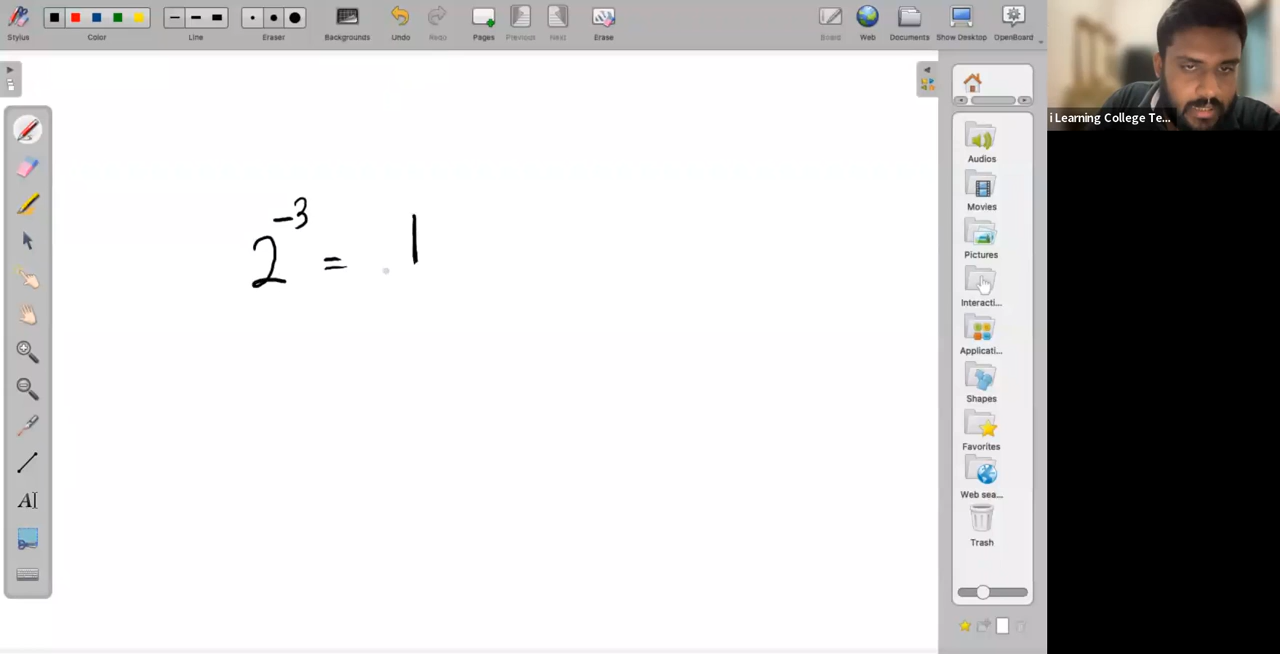 Stylus
Color
Line
Eraser
Backgrounds
Undo
Redo
Pages
Previous
Next
Erase
Board
Web
Documents
Show Desktop
OpenBoard
i Learning College Te...
2⁻³ = 1
Audios
Movies
Pictures
Interacti...
Applicati...
Shapes
Favorites
Web sea...
Trash
AI